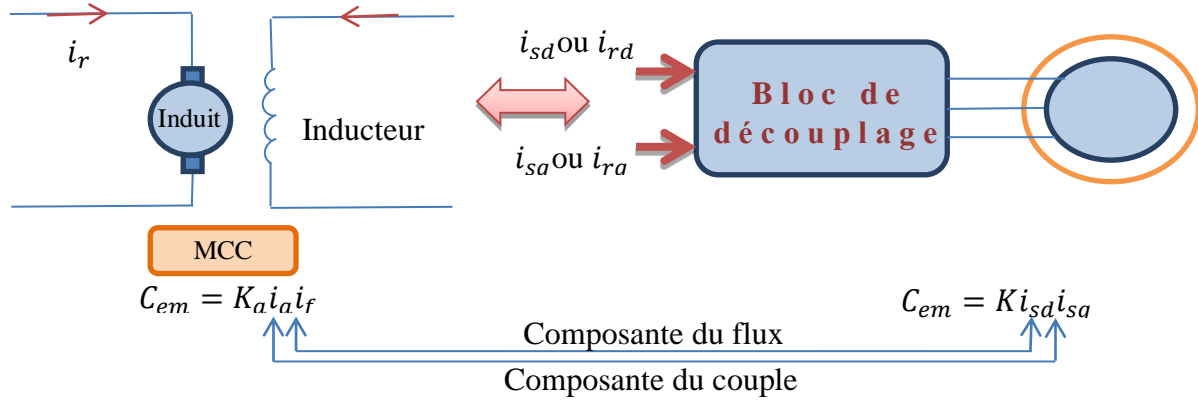 i_r
Induit
Inducteur
MCC
C_em = K_a i_a i_f
i_sd ou i_rd
i_sq ou i_rq
Bloc de
découplage
C_em = K i_sd i_sq
Composante du flux
Composante du couple